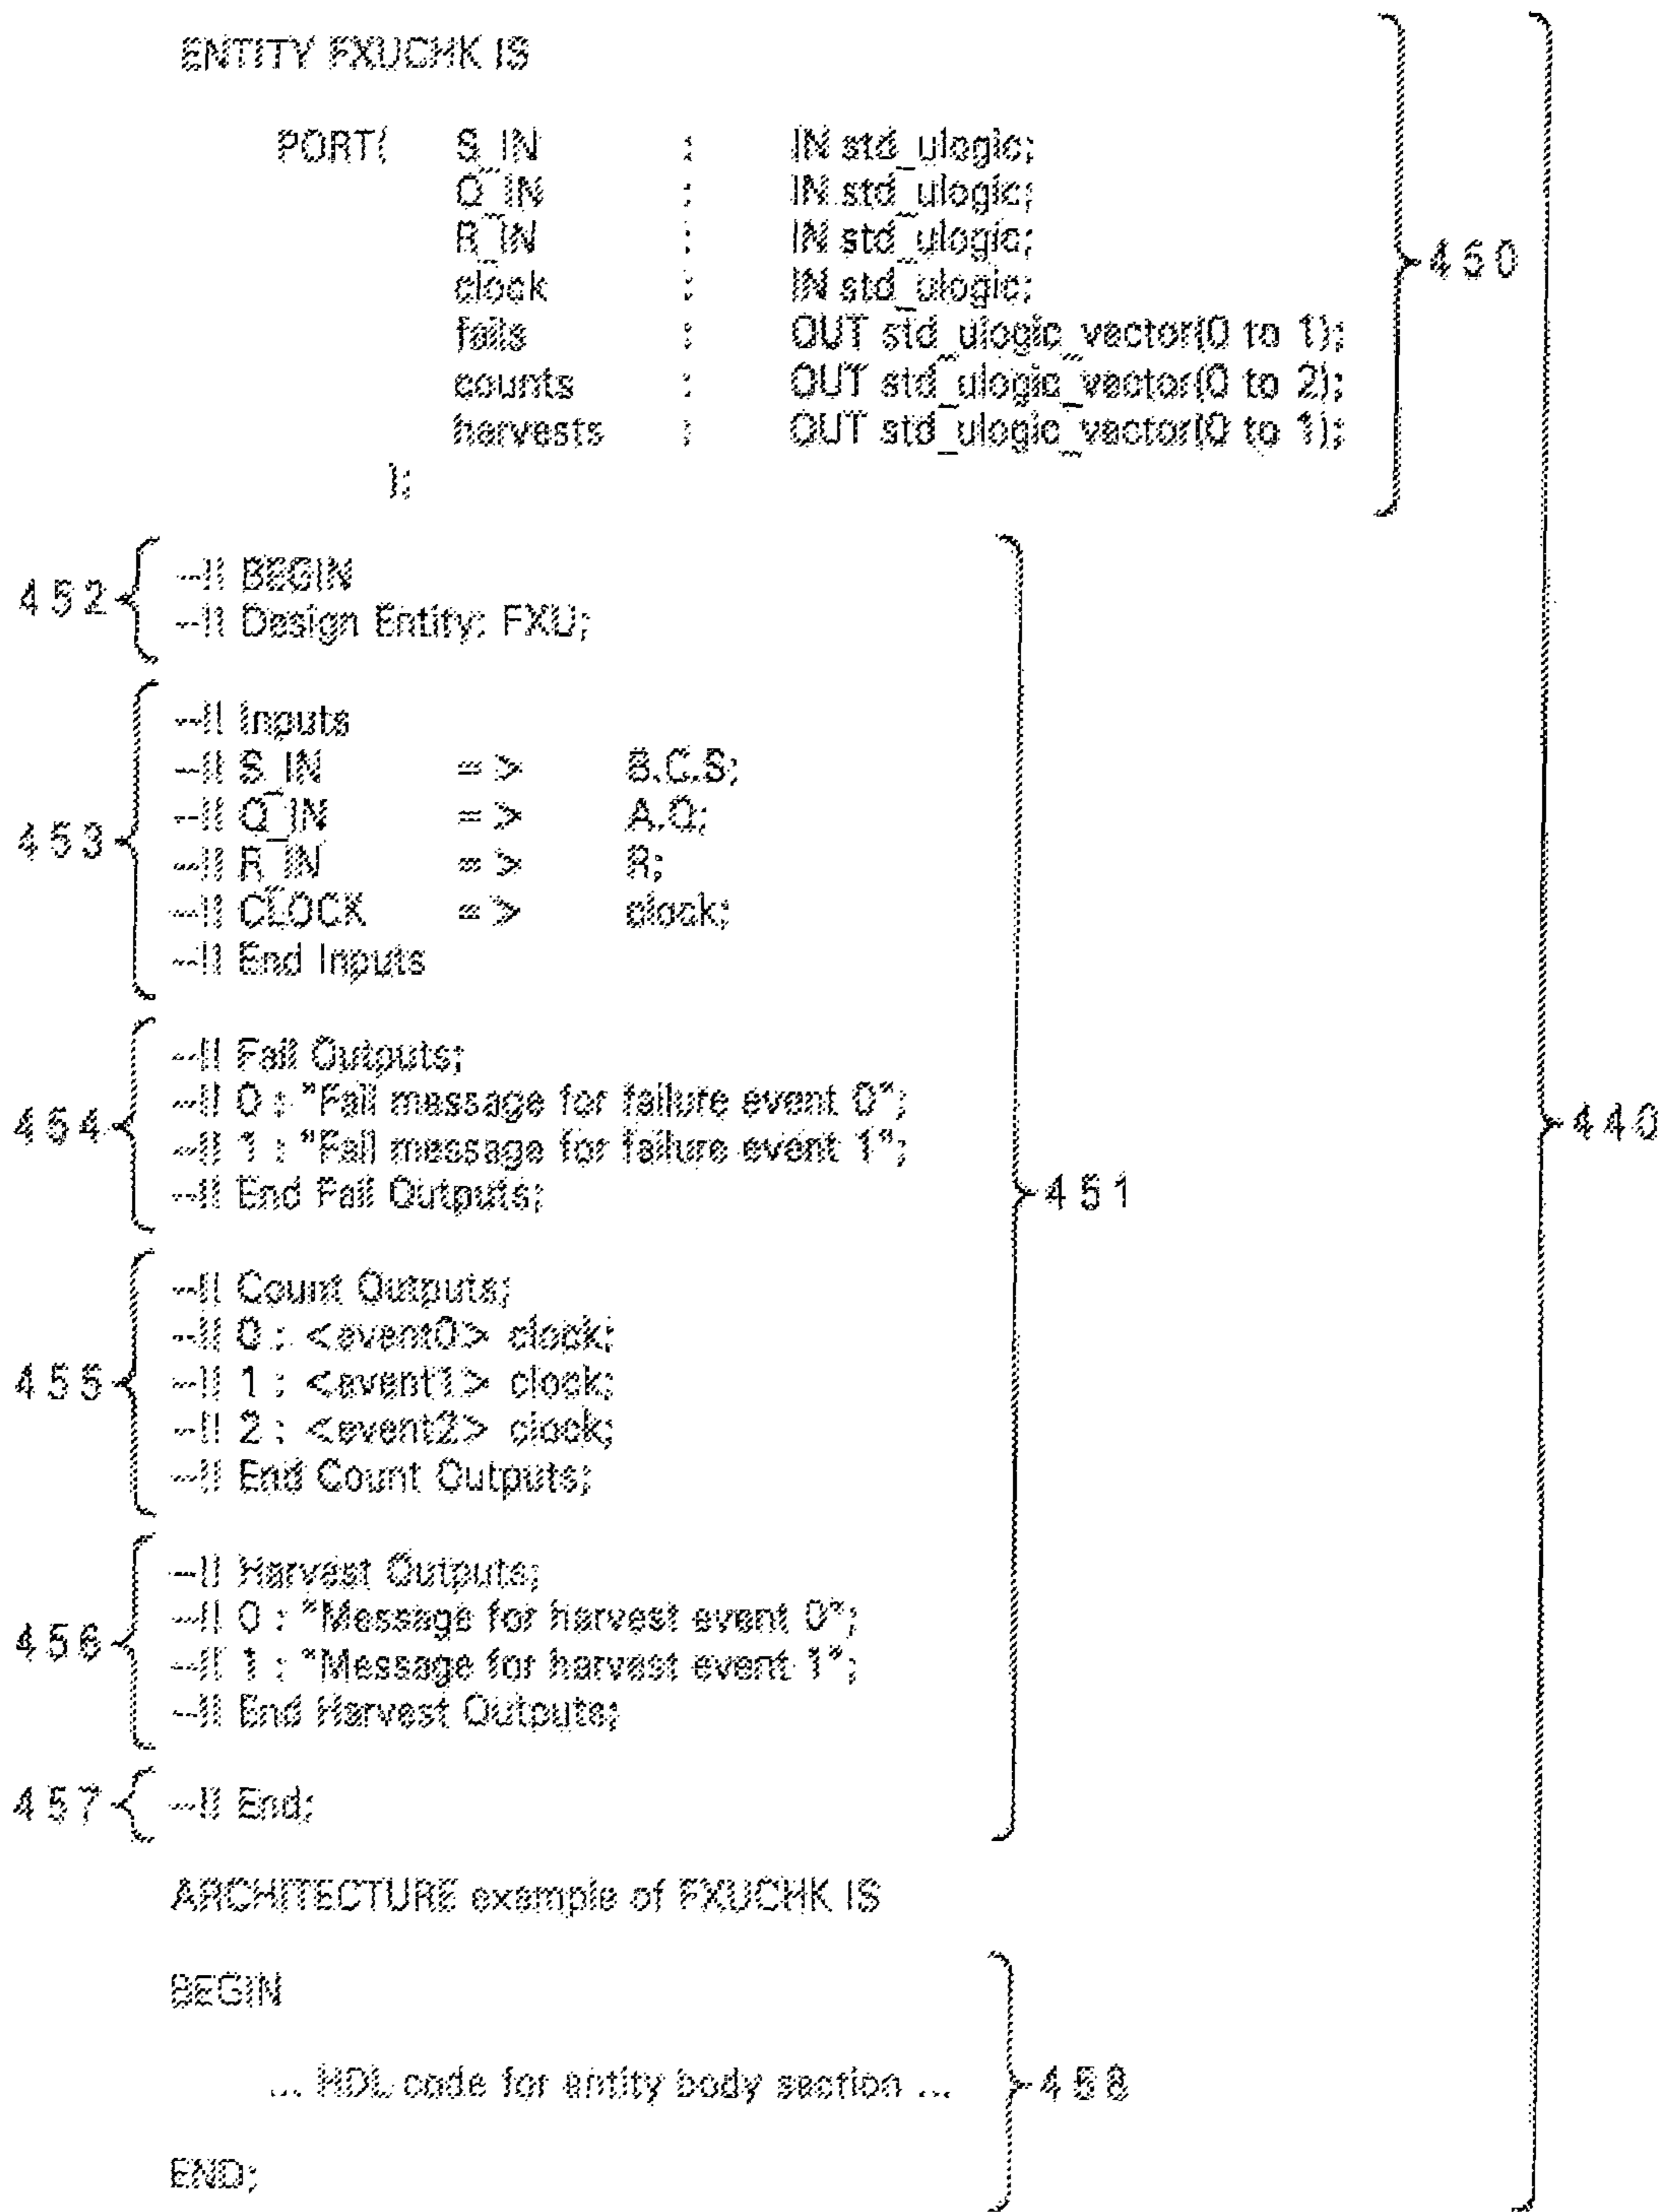 ENTITY FXUCHK IS
PORT( S_IN : IN std_ulogic;
Q_IN : IN std_ulogic;
R_IN : IN std_ulogic;
clock : IN std_ulogic;
fails : OUT std_ulogic_vector(0 to 1);
counts : OUT std_ulogic_vector(0 to 2);
harvests : OUT std_ulogic_vector(0 to 1);
);
450
452
--!! BEGIN
--!! Design Entity: FXU;
453
--!! Inputs
--!! S_IN => B.C.S;
--!! Q_IN => A.Q;
--!! R_IN => R;
--!! CLOCK => clock;
--!! End Inputs
454
--!! Fail Outputs;
--!! 0 : "Fail message for failure event 0";
--!! 1 : "Fail message for failure event 1";
--!! End Fail Outputs;
440
451
455
--!! Count Outputs;
--!! 0 : <event0> clock;
--!! 1 : <event1> clock;
--!! 2 : <event2> clock;
--!! End Count Outputs;
456
--!! Harvest Outputs;
--!! 0 : "Message for harvest event 0";
--!! 1 : "Message for harvest event 1";
--!! End Harvest Outputs;
457
--!! End;
ARCHITECTURE example of FXUCHK IS
BEGIN
... HDL code for entity body section ...
458
END;